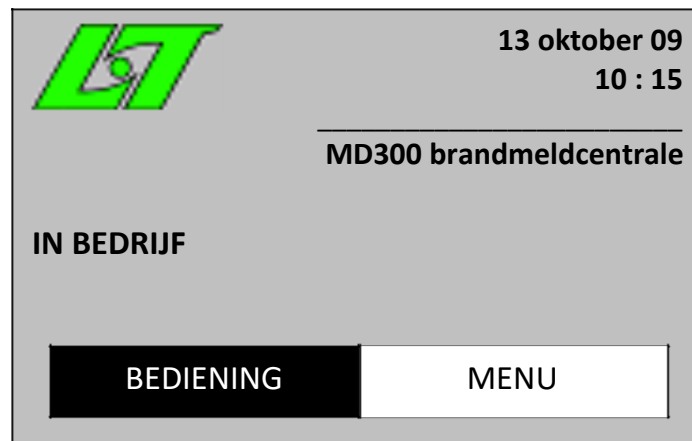 13 oktober 09
10 : 15
MD300 brandmeldcentrale
IN BEDRIJF
BEDIENING MENU